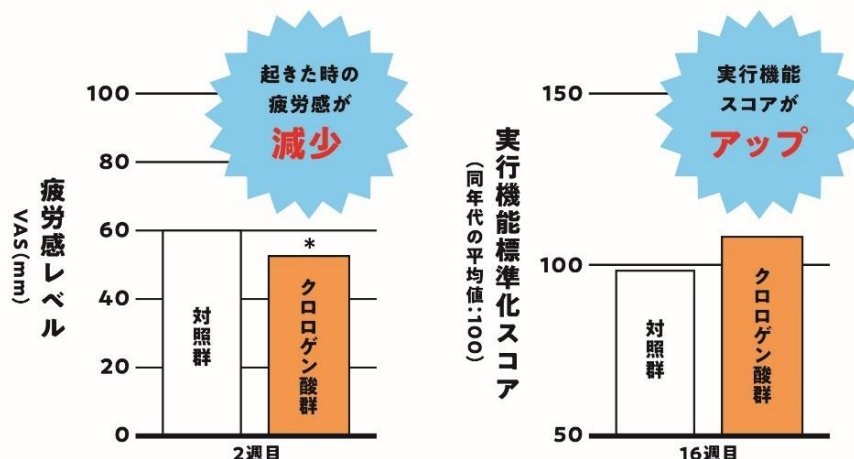 起きた時の
疲労感が
減少
100
80
60
40
20
0
疲労感レベル
VAS(mm)
対照群
*
クロロゲン酸群
2週目
実行機能
スコアが
アップ
150
100
50
実行機能標準化スコア
(同年代の平均値:100)
対照群
クロロゲン酸群
16週目